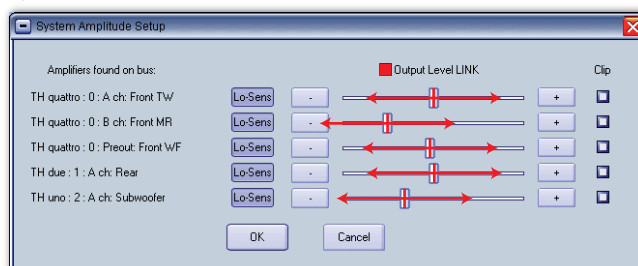 System Amplitude Setup
Amplifiers found on bus: Output Level LINK Clip
TH quattro : 0 : A ch: Front TW Lo-Sens - +
TH quattro : 0 : B ch: Front MR Lo-Sens - +
TH quattro : 0 : Preout: Front WF Lo-Sens - +
TH due : 1 : A ch: Rear Lo-Sens - +
TH uno : 2 : A ch: Subwoofer Lo-Sens - +
OK Cancel